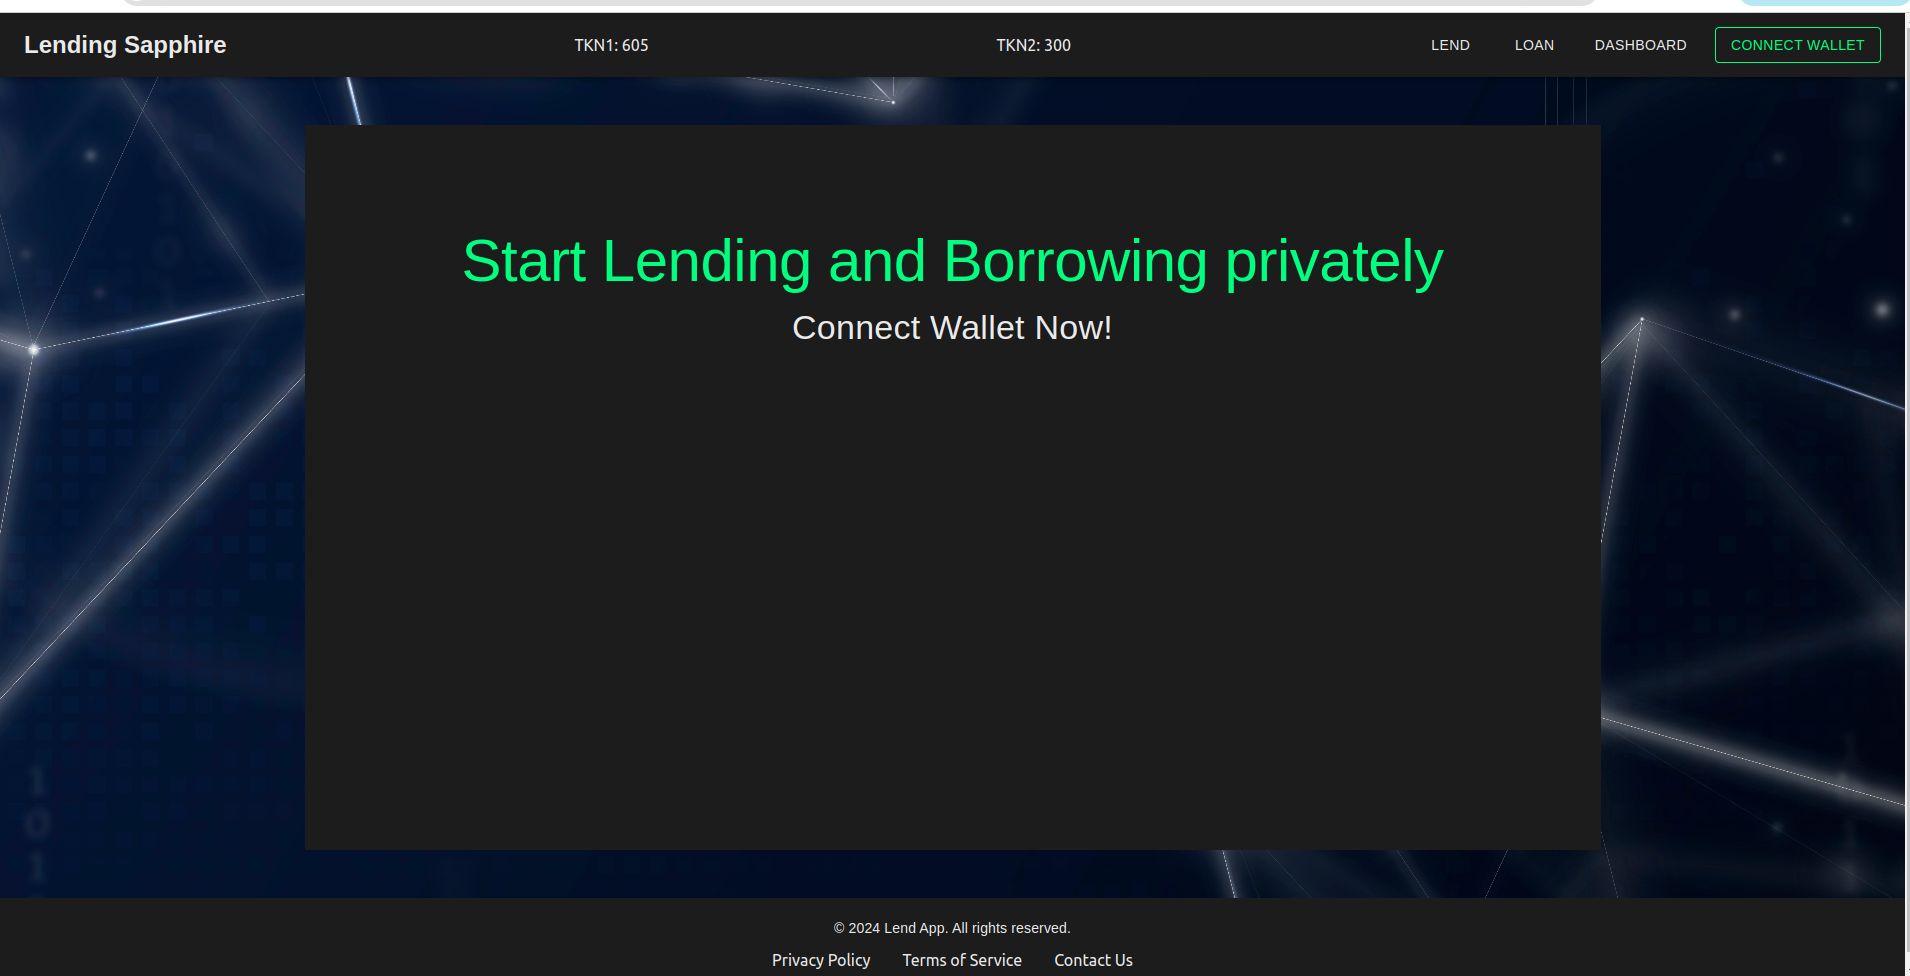 Lending Sapphire TKN1: 605 TKN2: 300 LEND LOAN DASHBOARD CONNECT WALLET
Start Lending and Borrowing privately
Connect Wallet Now!
© 2024 Lend App. All rights reserved.
Privacy Policy Terms of Service Contact Us